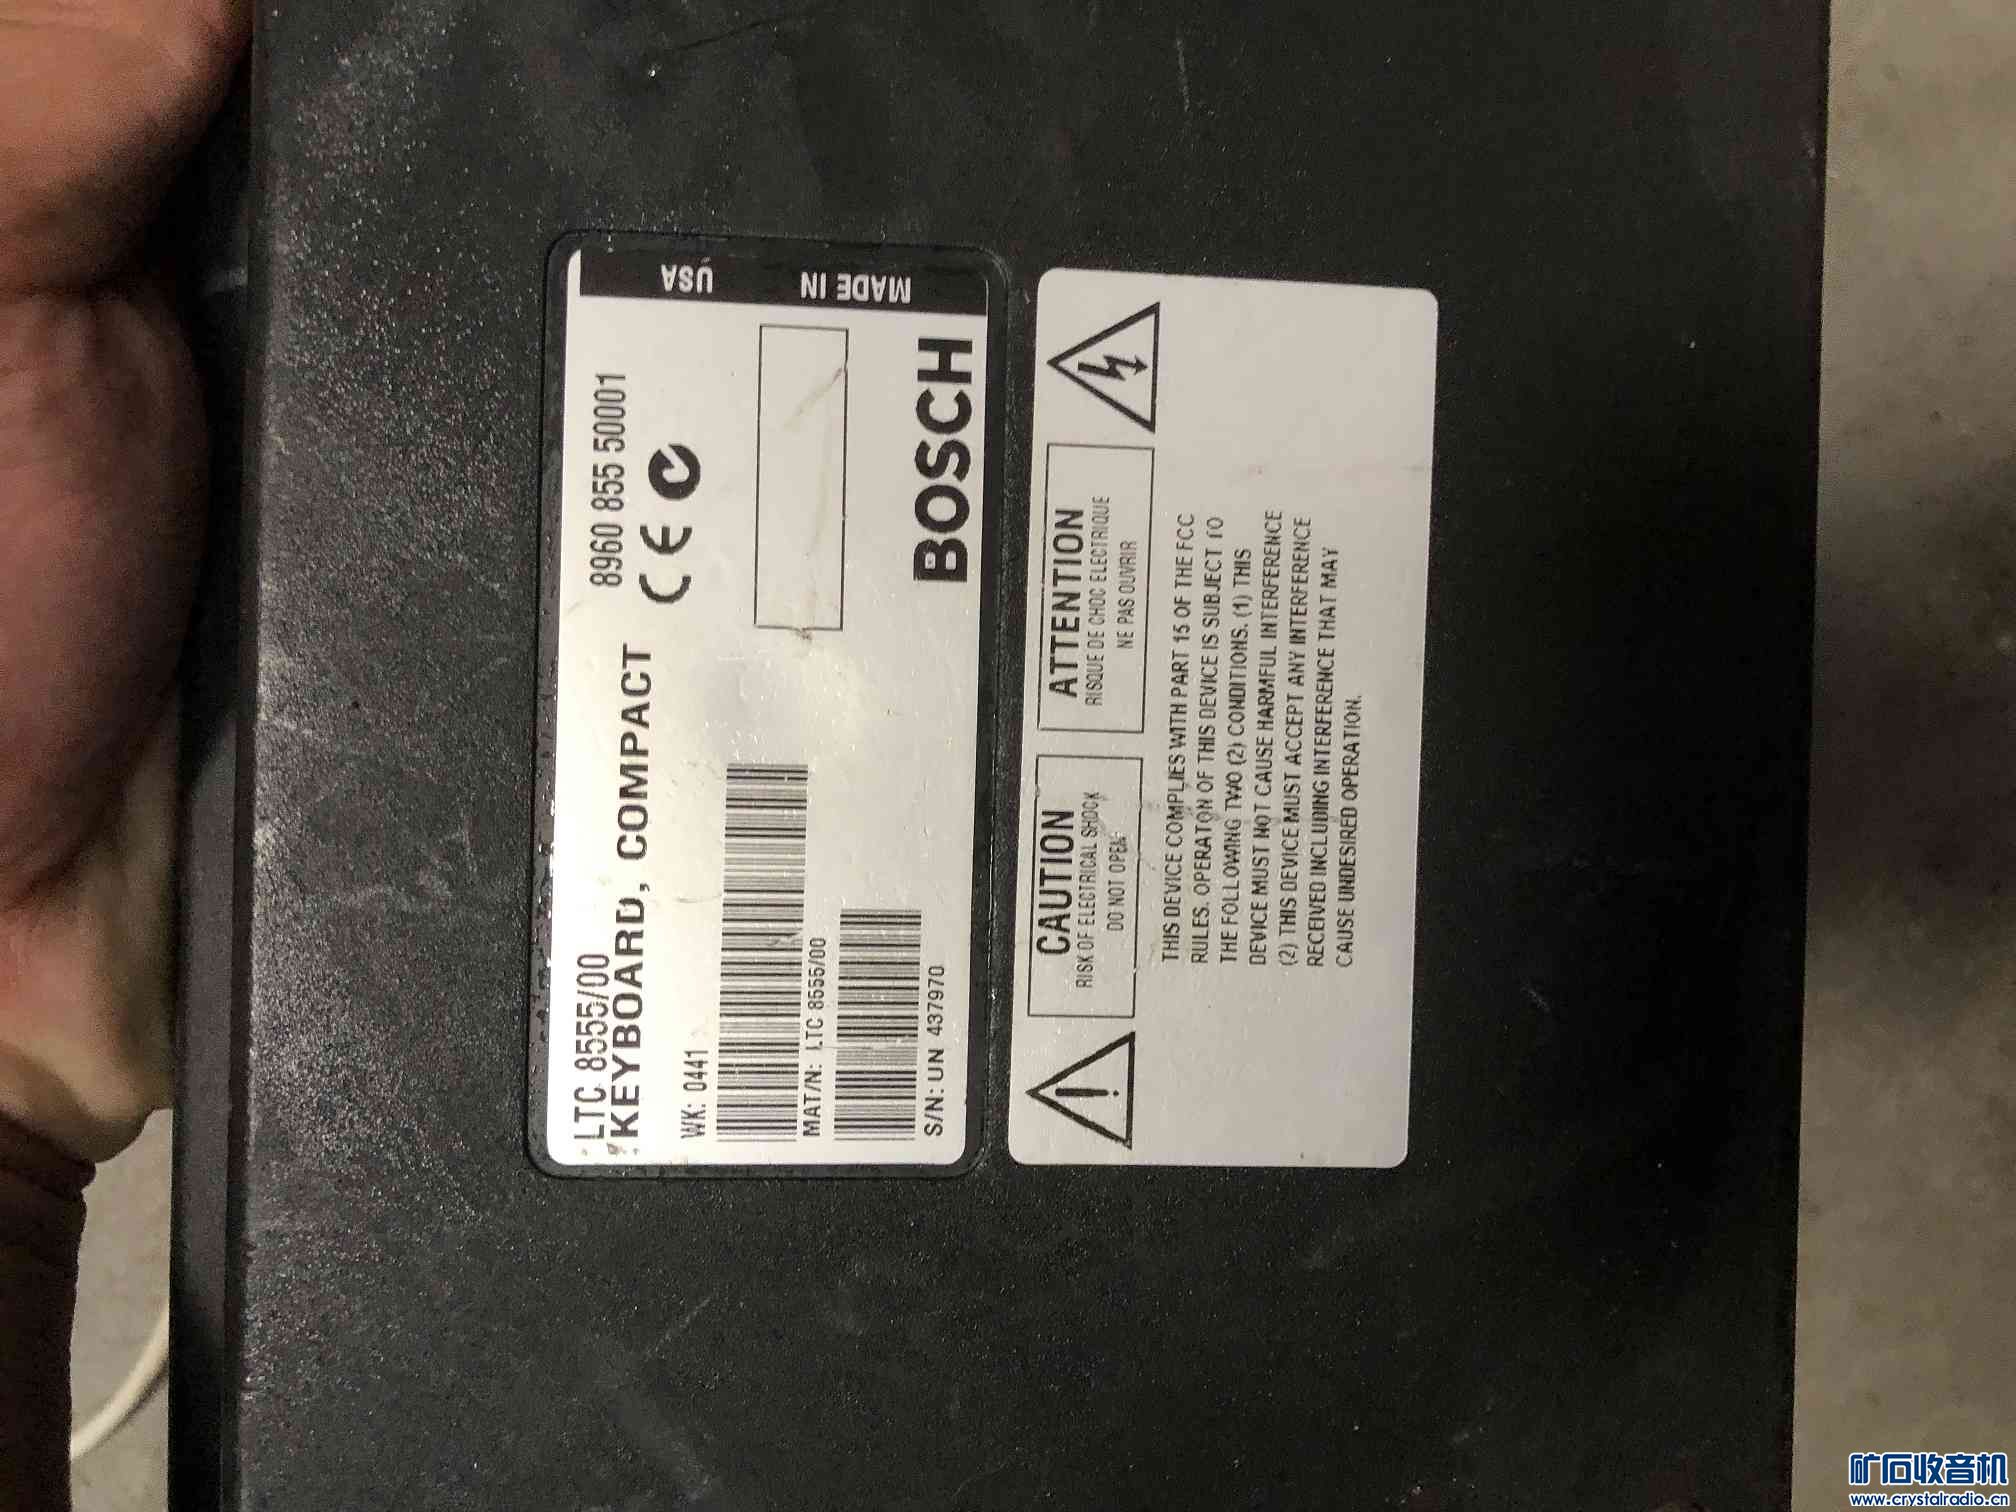 LTC 8555/00 8960 855 50001
KEYBOARD, COMPACT
CE
WK: 0441
MAT/N: LTC 8555/00
S/N: UN 437970
BOSCH
MADE IN
USA
CAUTION
RISK OF ELECTRICAL SHOCK
DO NOT OPEN
ATTENTION
RISQUE DE CHOC ELECTRIQUE
NE PAS OUVRIR
THIS DEVICE COMPLIES WITH PART 15 OF THE FCC
RULES. OPERATON OF THIS DEVICE IS SUBJECT TO
THE FOLLOWING TWO (2) CONDITIONS. (1) THIS
DEVICE MUST NOT CAUSE HARMFUL INTERFERENCE
(2) THIS DEVICE MUST ACCEPT ANY INTERFERENCE
RECEIVED INCLUDING INTERFERENCE THAT MAY
CAUSE UNDESIRED OPERATION.
矿石收音机
www.crystalradio.cn